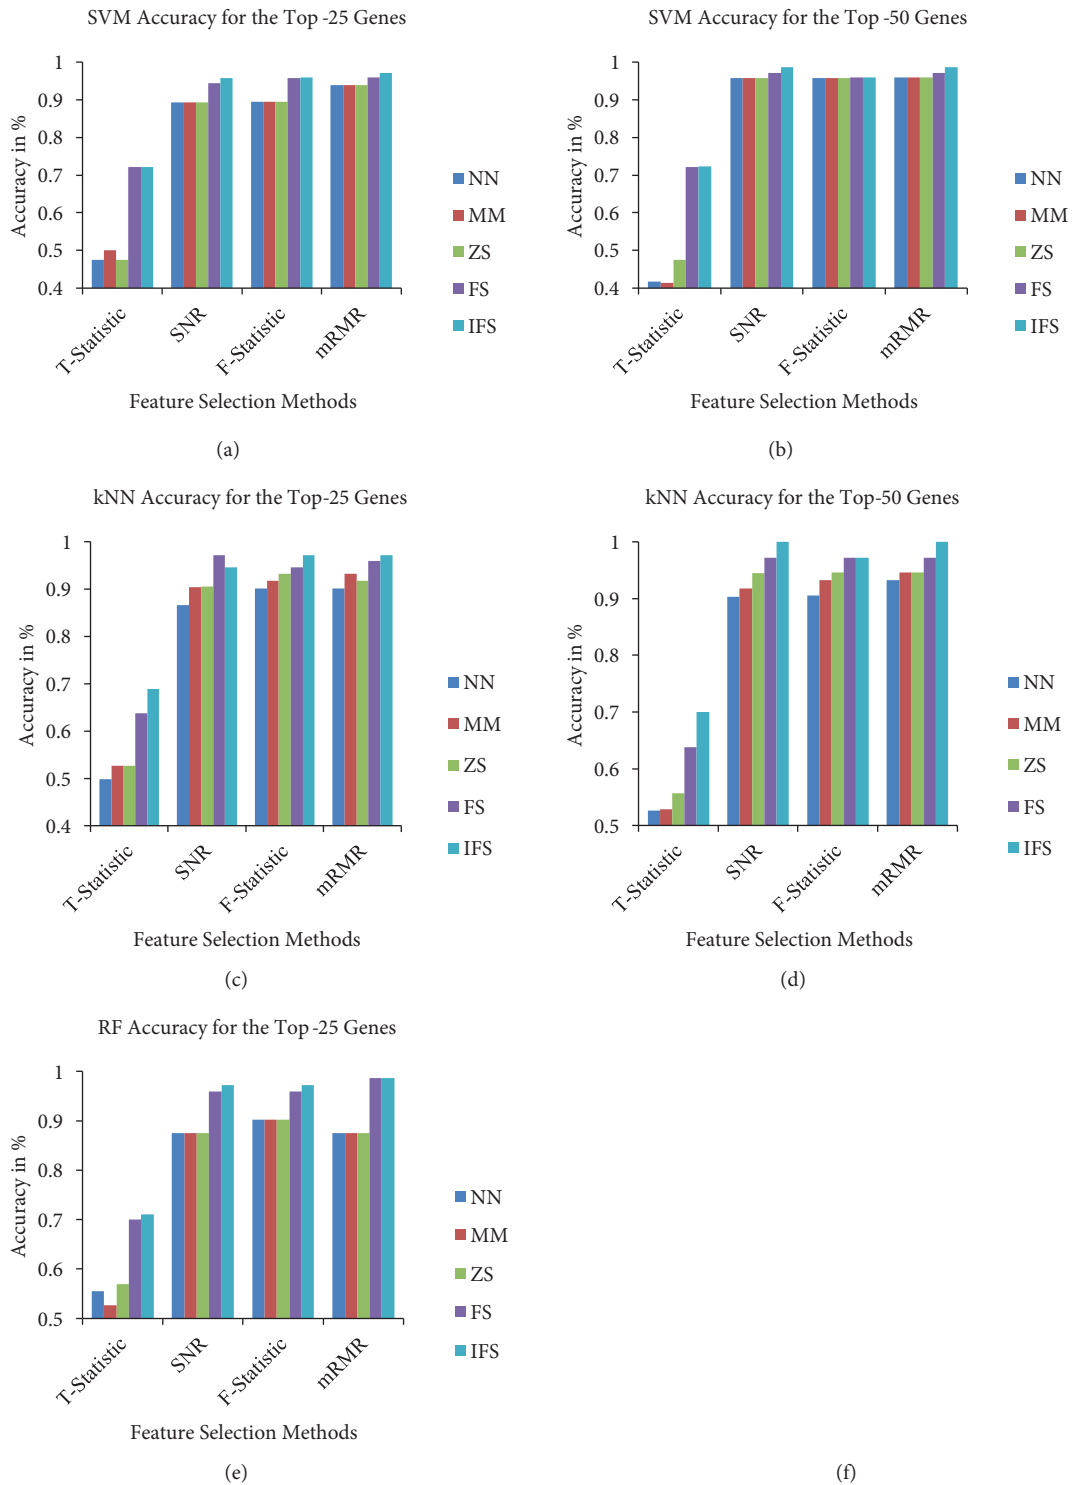 SVM Accuracy for the Top -25 Genes
1
0.9
0.8
0.7
0.6
0.5
0.4
Accuracy in %
T-Statistic
SNR
F-Statistic
mRMR
Feature Selection Methods
NN
MM
ZS
FS
IFS
(a)
SVM Accuracy for the Top -50 Genes
1
0.9
0.8
0.7
0.6
0.5
0.4
Accuracy in %
T-Statistic
SNR
F-Statistic
mRMR
Feature Selection Methods
NN
MM
ZS
FS
IFS
(b)
kNN Accuracy for the Top-25 Genes
1
0.9
0.8
0.7
0.6
0.5
0.4
Accuracy in %
T-Statistic
SNR
F-Statistic
mRMR
Feature Selection Methods
NN
MM
ZS
FS
IFS
(c)
kNN Accuracy for the Top-50 Genes
1
0.9
0.8
0.7
0.6
0.5
Accuracy in %
T-Statistic
SNR
F-Statistic
mRMR
Feature Selection Methods
NN
MM
ZS
FS
IFS
(d)
RF Accuracy for the Top -25 Genes
1
0.9
0.8
0.7
0.6
0.5
Accuracy in %
T-Statistic
SNR
F-Statistic
mRMR
Feature Selection Methods
NN
MM
ZS
FS
IFS
(e)
(f)